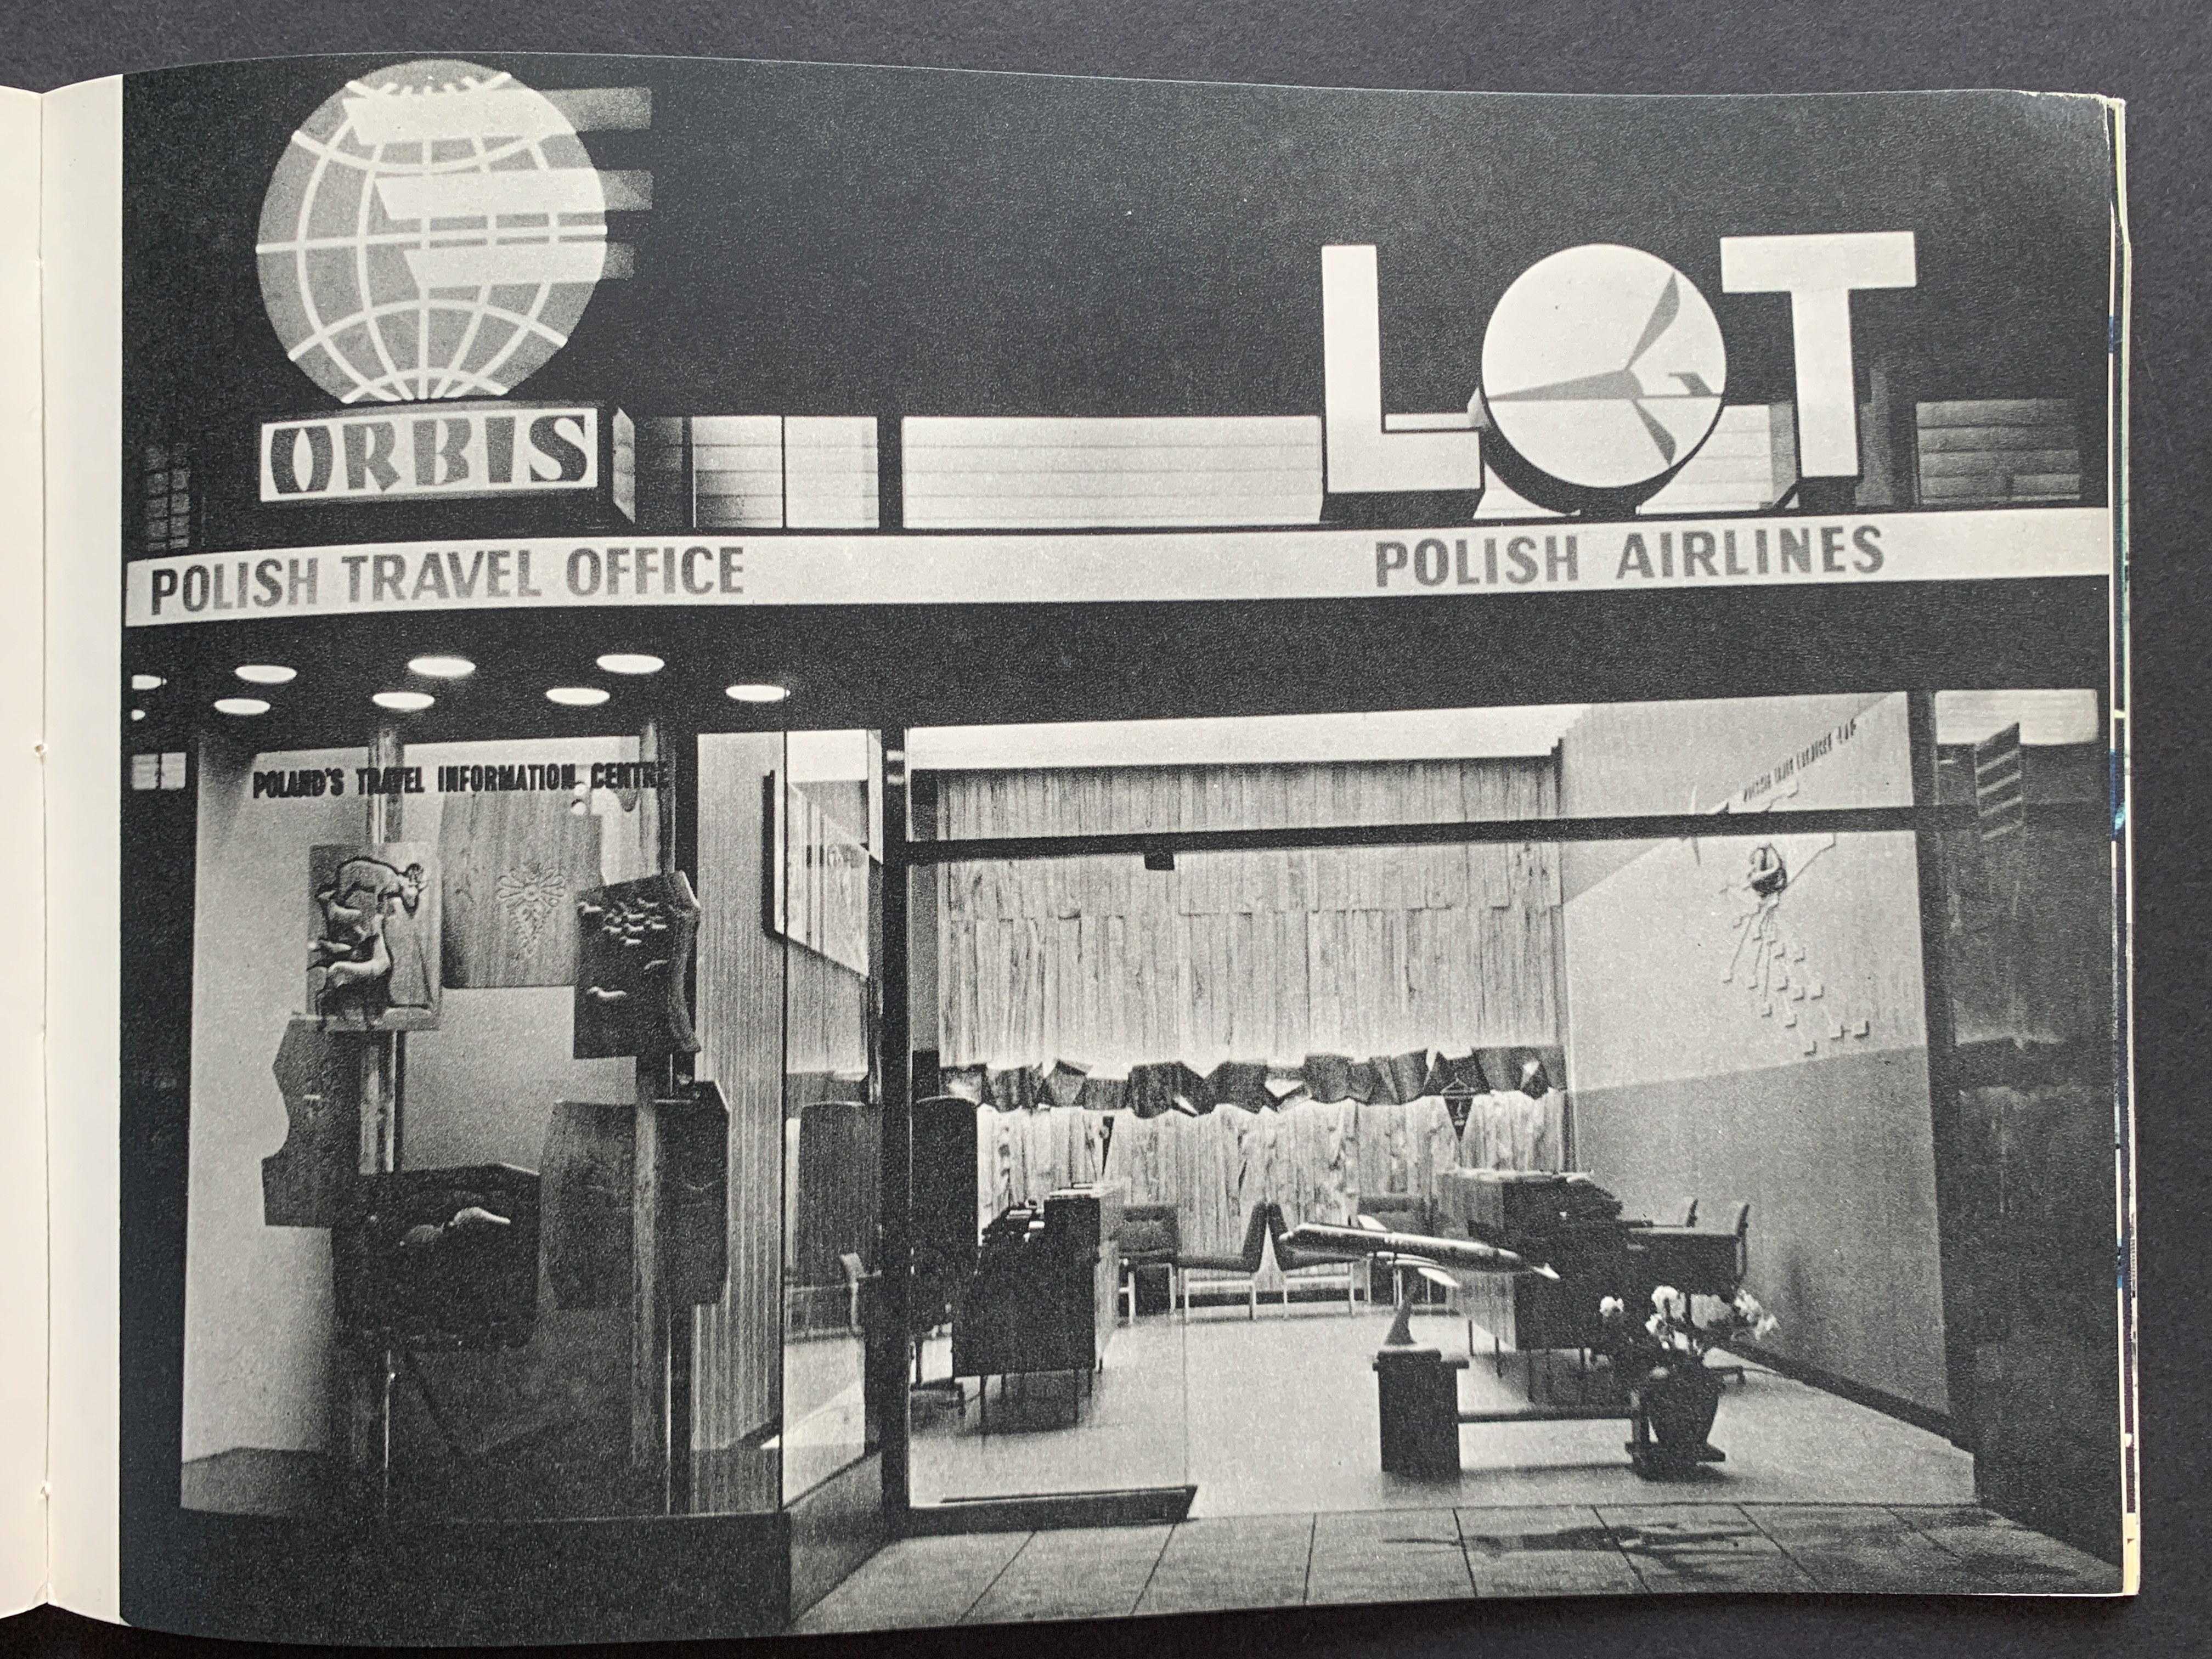 ORBIS
LOT
POLISH TRAVEL OFFICE
POLISH AIRLINES
POLAND'S TRAVEL INFORMATION CENTRE